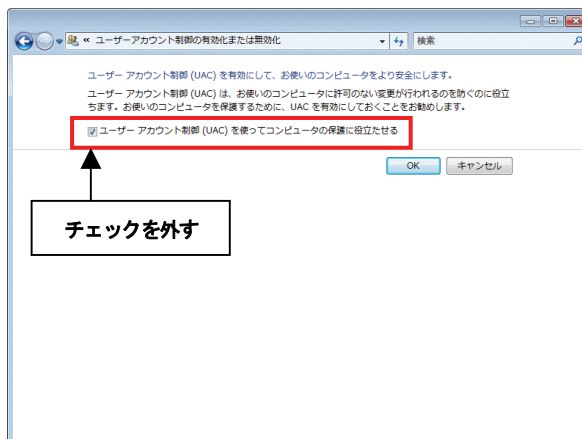 « ユーザーアカウント制御の有効化または無効化
検索
ユーザー アカウント制御 (UAC) を有効にして、お使いのコンピュータをより安全にします。
ユーザー アカウント制御 (UAC) は、お使いのコンピュータに許可のない変更が行われるのを防ぐのに役立
ちます。お使いのコンピュータを保護するために、UAC を有効にしておくことをお勧めします。
ユーザー アカウント制御 (UAC) を使ってコンピュータの保護に役立たせる
OK
キャンセル
チェックを外す